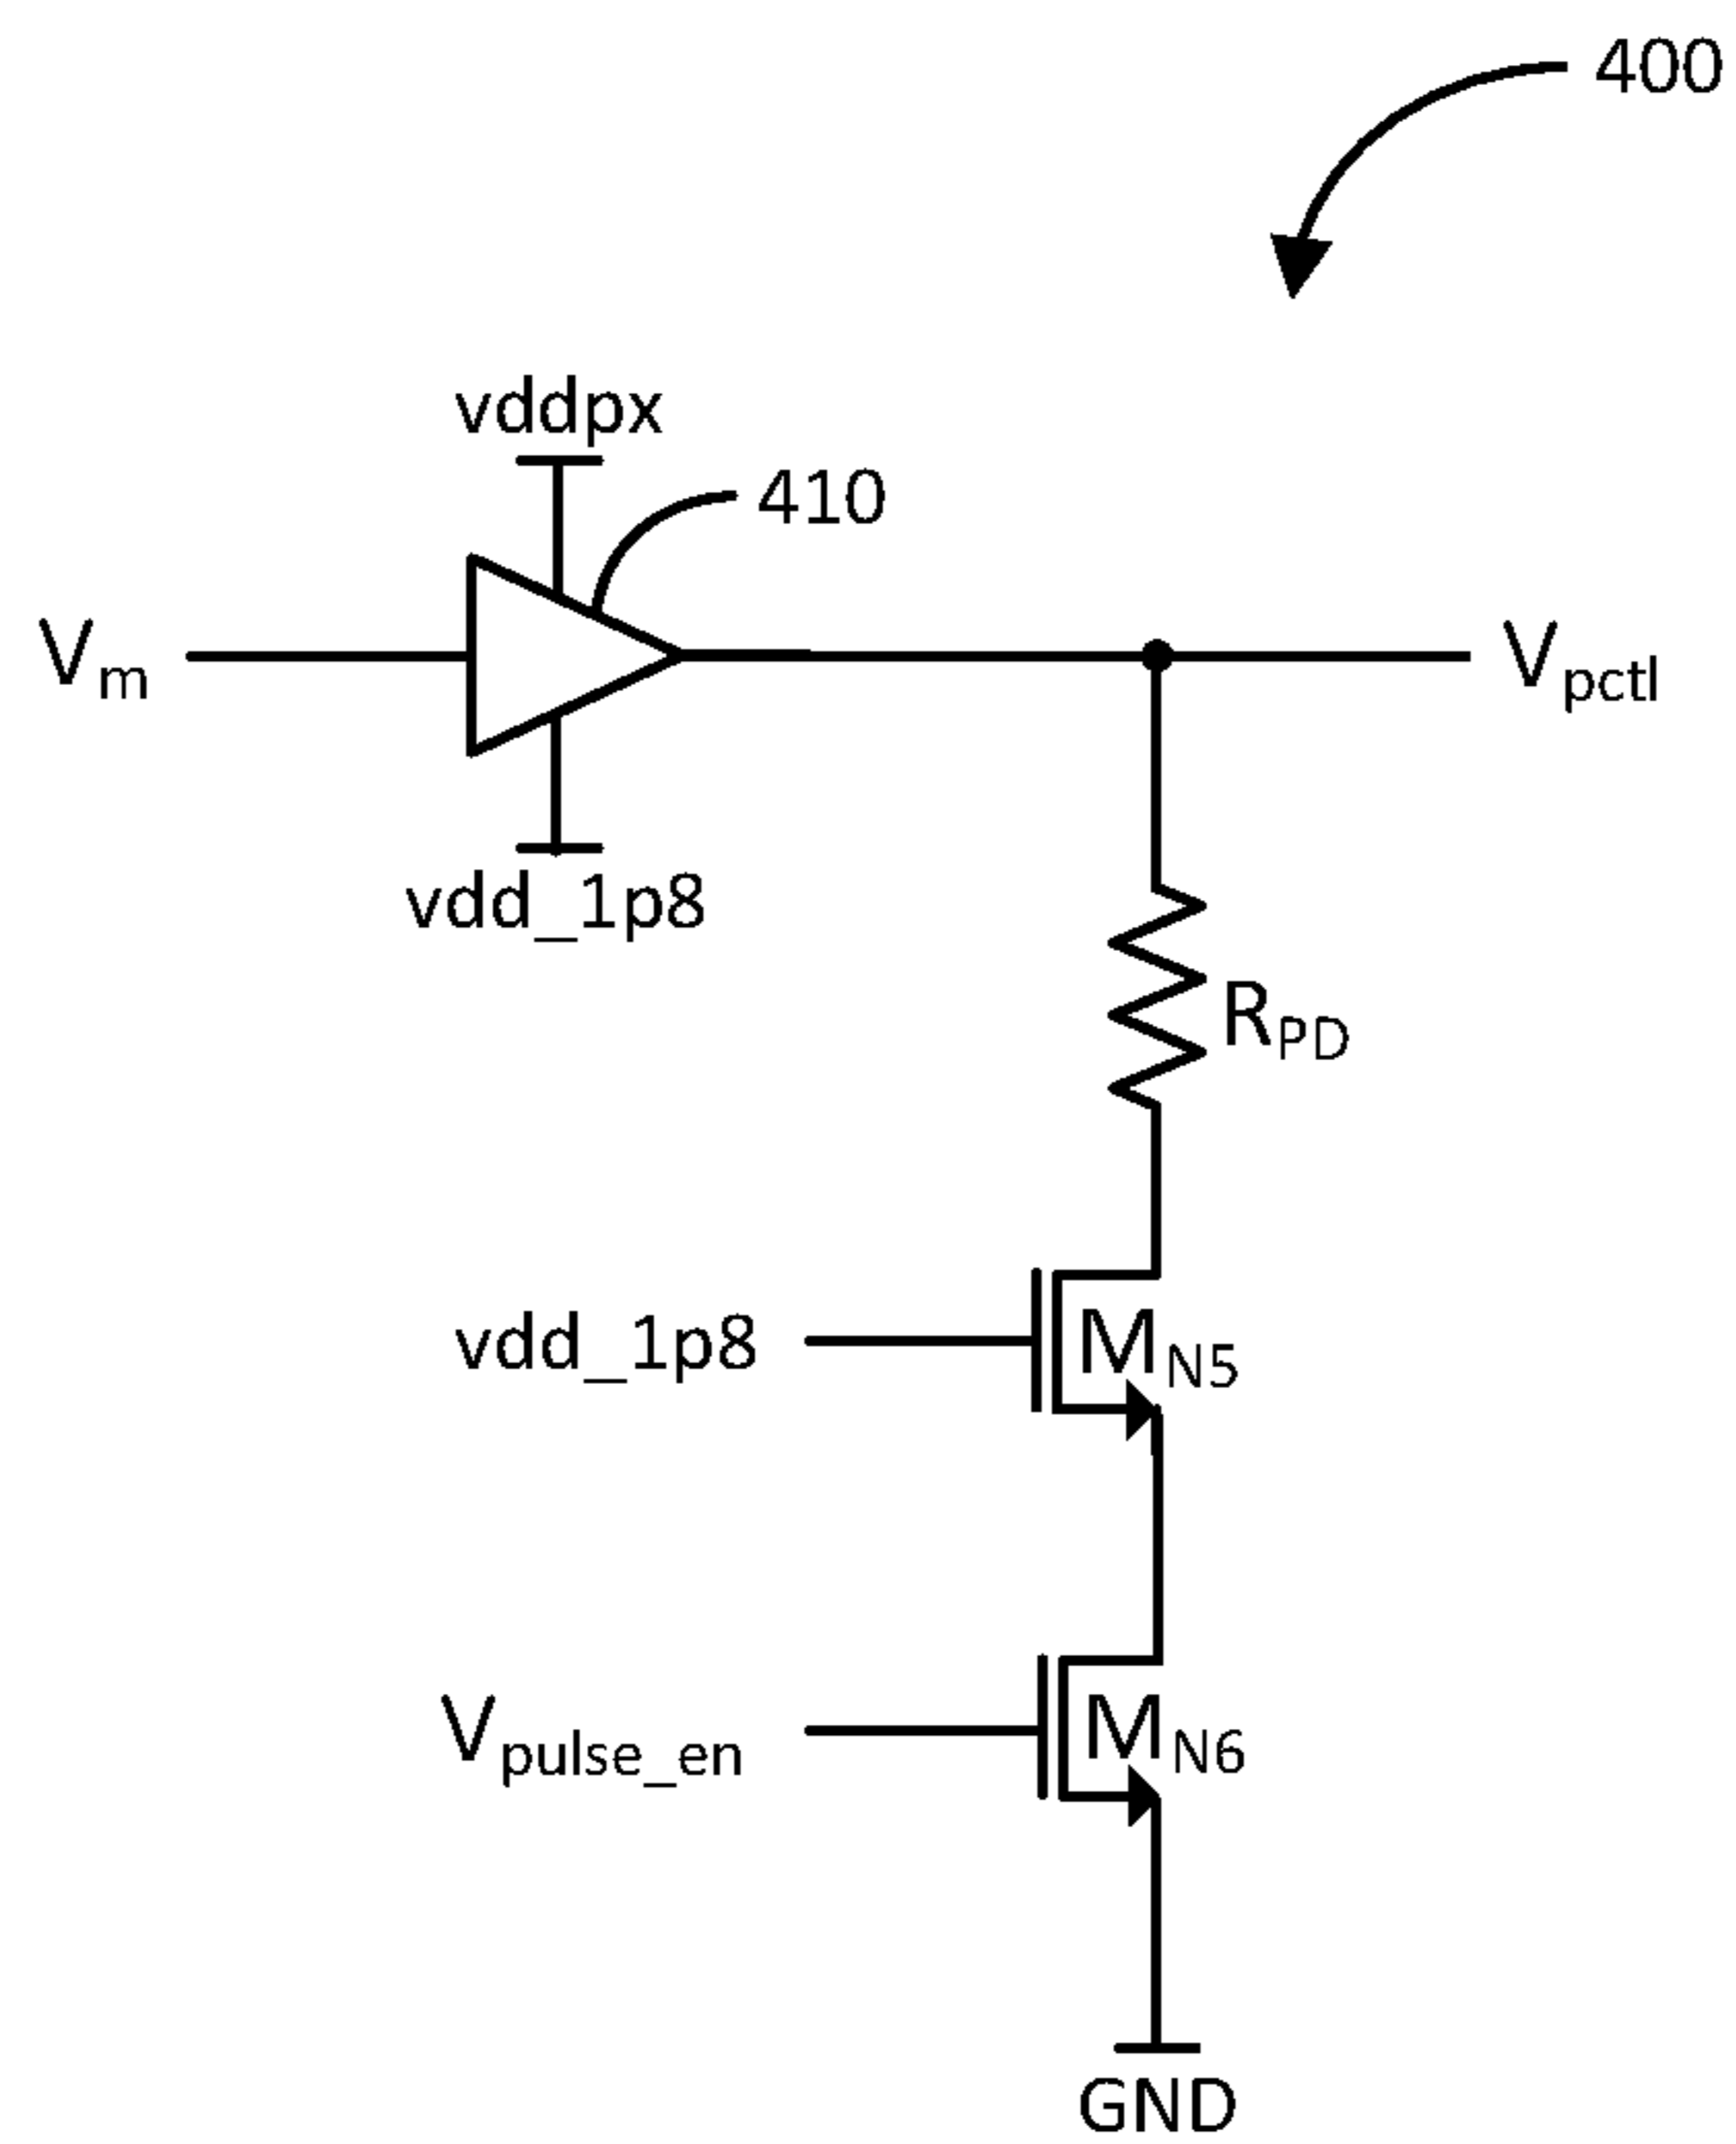 400
vddpx
410
Vm
Vpctl
vdd_1p8
RPD
vdd_1p8
MN5
Vpulse_en
MN6
GND